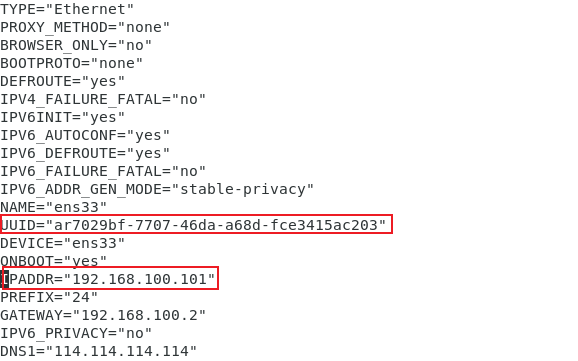 TYPE="Ethernet"
PROXY_METHOD="none"
BROWSER_ONLY="no"
BOOTPROTO="none"
DEFROUTE="yes"
IPV4_FAILURE_FATAL="no"
IPV6INIT="yes"
IPV6_AUTOCONF="yes"
IPV6_DEFROUTE="yes"
IPV6_FAILURE_FATAL="no"
IPV6_ADDR_GEN_MODE="stable-privacy"
NAME="ens33"
UUID="ar7029bf-7707-46da-a68d-fce3415ac203"
DEVICE="ens33"
ONBOOT="yes"
IPADDR="192.168.100.101"
PREFIX="24"
GATEWAY="192.168.100.2"
IPV6_PRIVACY="no"
DNS1="114.114.114.114"